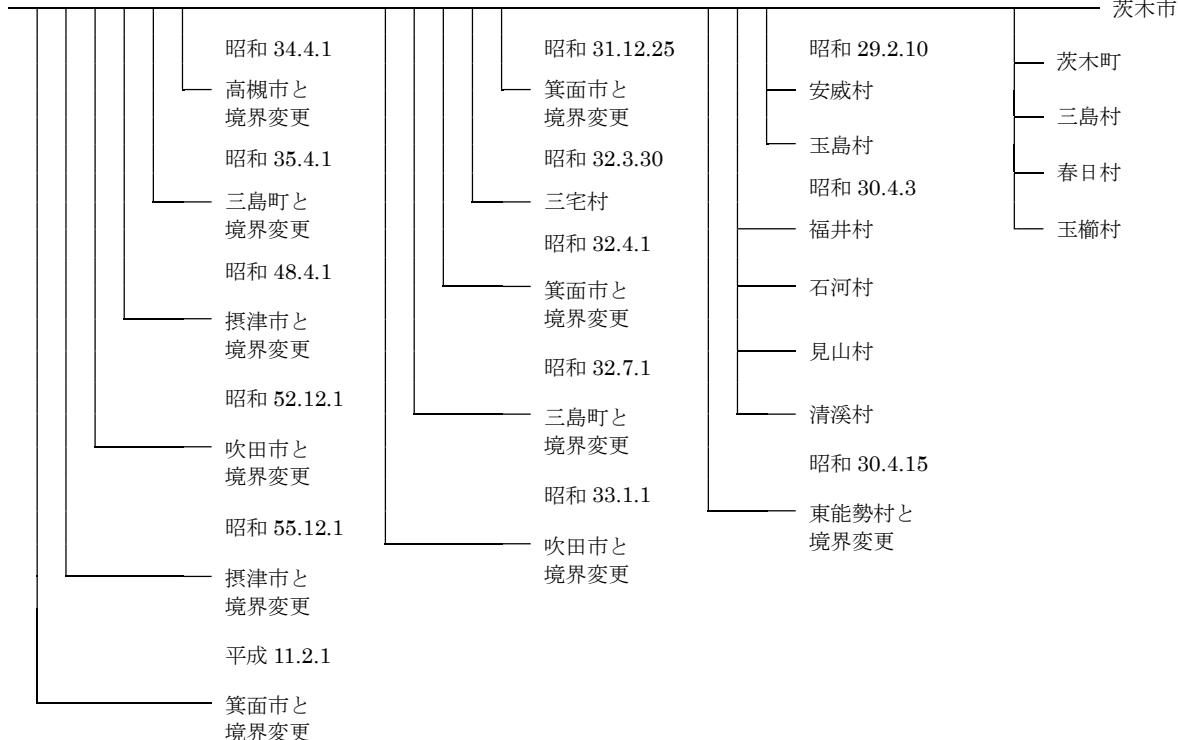 茨木市
茨木町
三島村
春日村
玉櫛村
昭和 29.2.10
安威村
玉島村
昭和 30.4.3
福井村
石河村
見山村
清溪村
昭和 30.4.15
東能勢村と
境界変更
昭和 31.12.25
箕面市と
境界変更
昭和 32.3.30
三宅村
昭和 32.4.1
箕面市と
境界変更
昭和 32.7.1
三島町と
境界変更
昭和 33.1.1
吹田市と
境界変更
昭和 34.4.1
高槻市と
境界変更
昭和 35.4.1
三島町と
境界変更
昭和 48.4.1
摂津市と
境界変更
昭和 52.12.1
吹田市と
境界変更
昭和 55.12.1
摂津市と
境界変更
平成 11.2.1
箕面市と
境界変更